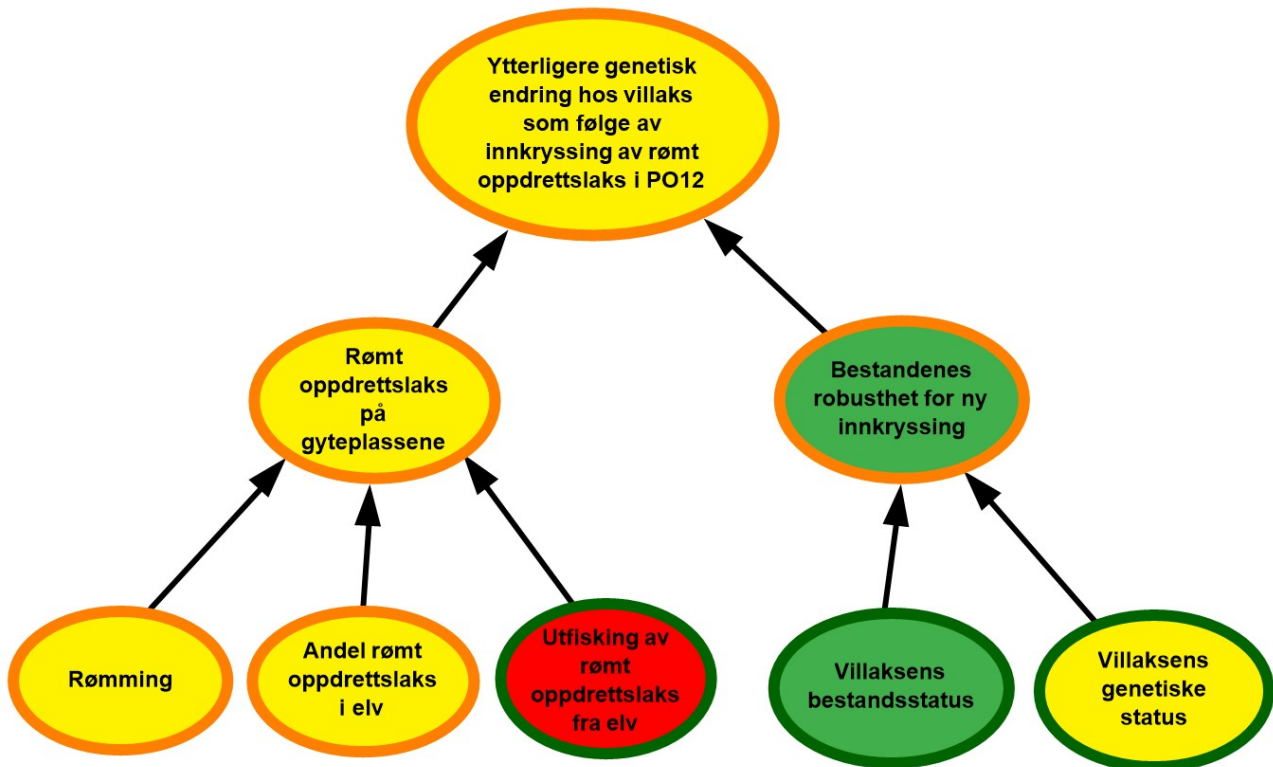 Ytterligere genetisk
endring hos villaks
som følge av
innkryssing av rømt
oppdrettslaks i PO12
Rømt
oppdrettslaks
på
gyteplassene
Bestandenes
robusthet for ny
innkryssing
Rømming
Andel rømt
oppdrettslaks
i elv
Utfisking av
rømt
oppdrettslaks
fra elv
Villaksens
bestandsstatus
Villaksens
genetiske
status